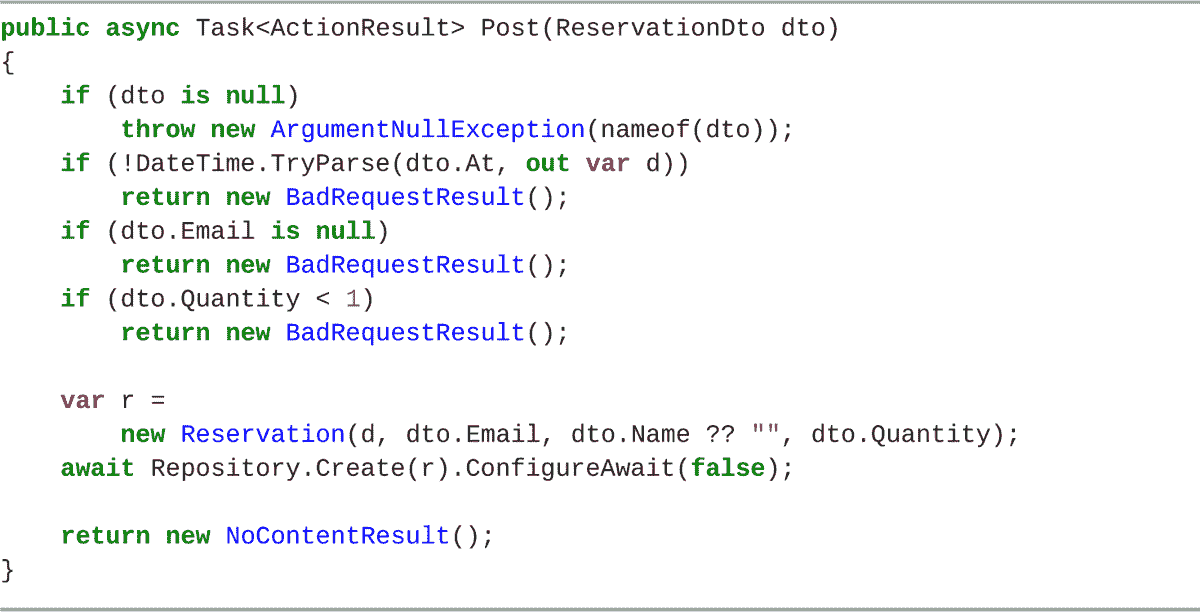 public async Task<ActionResult> Post(ReservationDto dto)
{
    if (dto is null)
        throw new ArgumentNullException(nameof(dto));
    if (!DateTime.TryParse(dto.At, out var d))
        return new BadRequestResult();
    if (dto.Email is null)
        return new BadRequestResult();
    if (dto.Quantity < 1)
        return new BadRequestResult();

    var r =
        new Reservation(d, dto.Email, dto.Name ?? "", dto.Quantity);
    await Repository.Create(r).ConfigureAwait(false);

    return new NoContentResult();
}